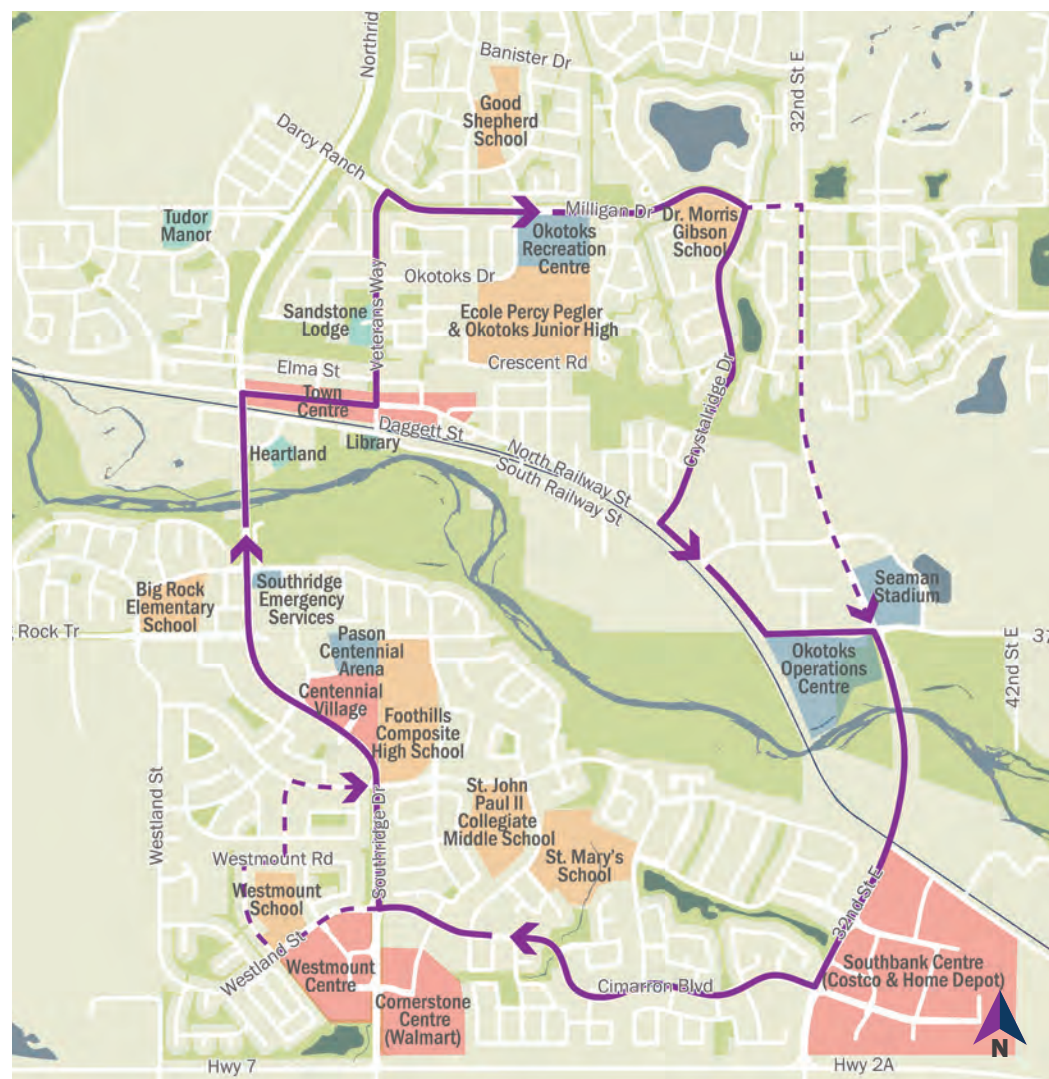 Northrid
Banister Dr
32nd St E
Good
Shepherd
School
Darcy Ranch
Tudor
Manor
Milligan Dr
Dr. Morris
Gibson
School
Okotoks
Recreation
Centre
Veterans Way
Okotoks Dr
Sandstone
Lodge
Ecole Percy Pegler
& Okotoks Junior High
Elma St
Crescent Rd
Crystalridge Dr
Town
Centre
Daggett St
Library
Heartland
North Railway St
South Railway St
Big Rock
Elementary
School
Southridge
Emergency
Services
Seaman
Stadium
Rock Tr
Pason
Centennial
Arena
37
Okotoks
Operations
Centre
42nd St E
Centennial
Village
Foothills
Composite
High School
Westland St
Southridge Dr
St. John
Paul II
Collegiate
Middle School
St. Mary's
School
Westmount Rd
Westmount
School
32nd St E
Westland St
Westmount
Centre
Cimarron Blvd
Southbank Centre
(Costco & Home Depot)
Cornerstone
Centre
(Walmart)
N
Hwy 7
Hwy 2A